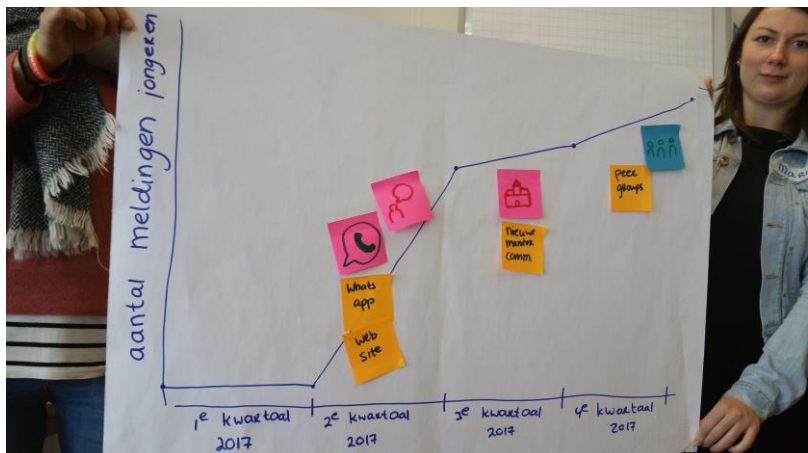 aantal meldingen jongeren
Whats
app
Web
site
nieuwe
manier
comm
peer
groups
1e kwartaal
2017
2e kwartaal
2017
3e kwartaal
2017
4e kwartaal
2017